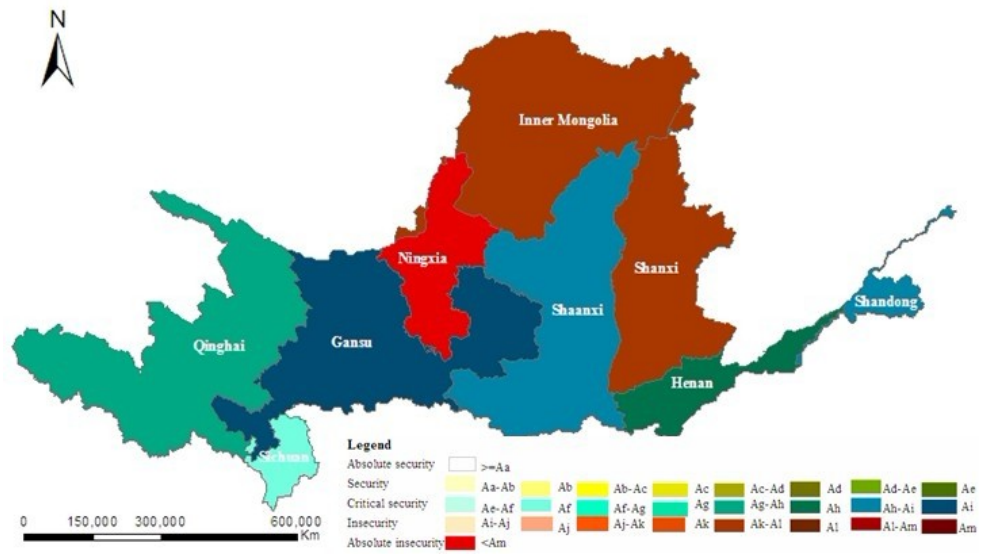 N
Inner Mongolia
Ningxia
Shanxi
Shaanxi
Shandong
Qinghai
Gansu
Henan
Sichuan
Legend
Absolute security >=Aa
Security Aa-Ab Ab Ab-Ac Ac Ac-Ad Ad Ad-Ae Ae
Critical security Ae-Af Af Af-Ag Ag Ag-Ah Ah Ah-Ai Ai
Insecurity Ai-Aj Aj Aj-Ak Ak Ak-Al Al Al-Am Am
Absolute insecurity <Am
0 150,000 300,000 600,000
Km